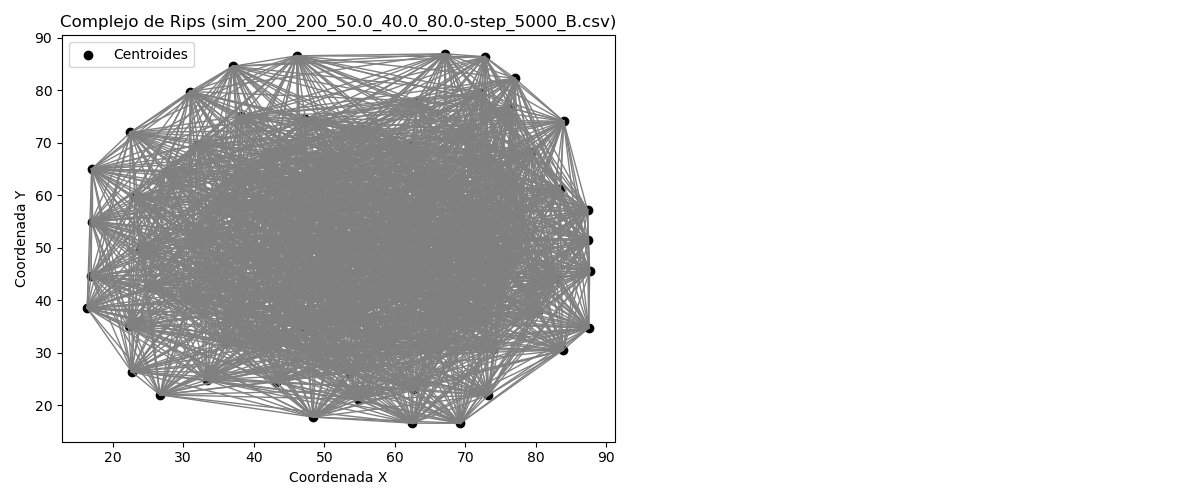 Complejo de Rips (sim_200_200_50.0_40.0_80.0-step_5000_B.csv)
Centroides
90
80
70
60
50
40
30
20
Coordenada Y
20 30 40 50 60 70 80 90
Coordenada X